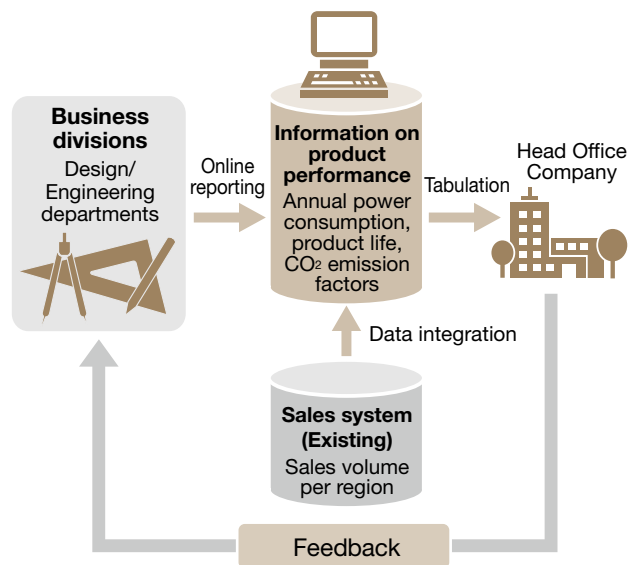 Business
divisions
Design/
Engineering
departments
Online
reporting
Information on
product
performance
Annual power
consumption,
product life,
CO2 emission
factors
Tabulation
Head Office
Company
Data integration
Sales system
(Existing)
Sales volume
per region
Feedback